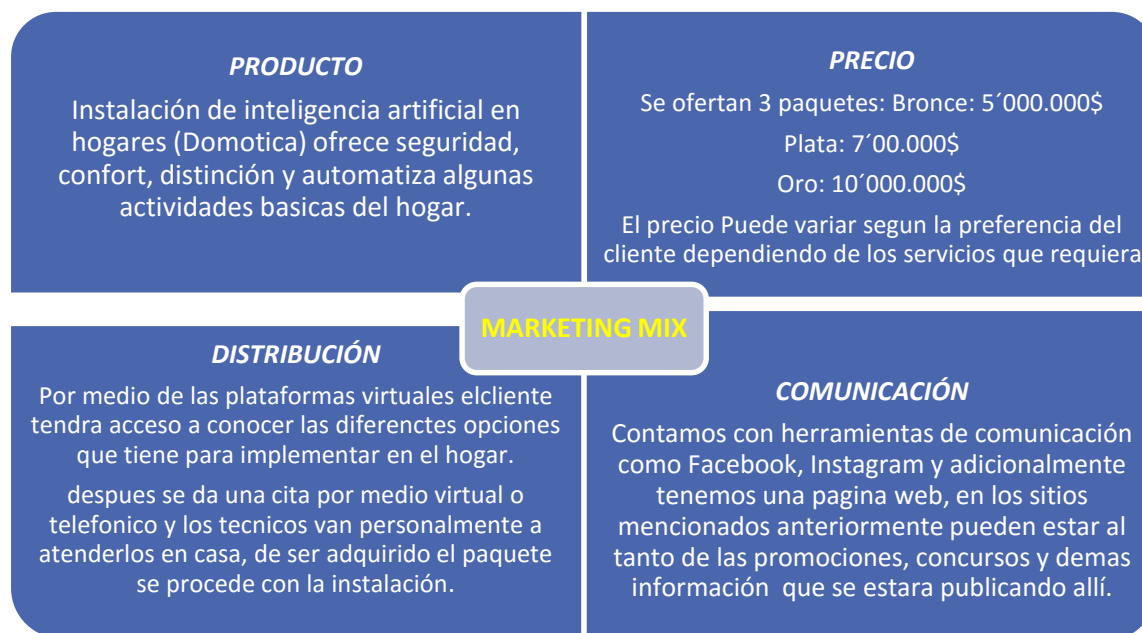 PRODUCTO
Instalación de inteligencia artificial en
hogares (Domotica) ofrece seguridad,
confort, distinción y automatiza algunas
actividades basicas del hogar.
PRECIO
Se ofertan 3 paquetes: Bronce: 5´000.000$
Plata: 7´00.000$
Oro: 10´000.000$
El precio Puede variar segun la preferencia del
cliente dependiendo de los servicios que requiera
MARKETING MIX
DISTRIBUCIÓN
Por medio de las plataformas virtuales elcliente
tendra acceso a conocer las diferenctes opciones
que tiene para implementar en el hogar.
despues se da una cita por medio virtual o
telefonico y los tecnicos van personalmente a
atenderlos en casa, de ser adquirido el paquete
se procede con la instalación.
COMUNICACIÓN
Contamos con herramientas de comunicación
como Facebook, Instagram y adicionalmente
tenemos una pagina web, en los sitios
mencionados anteriormente pueden estar al
tanto de las promociones, concursos y demas
información que se estara publicando allí.